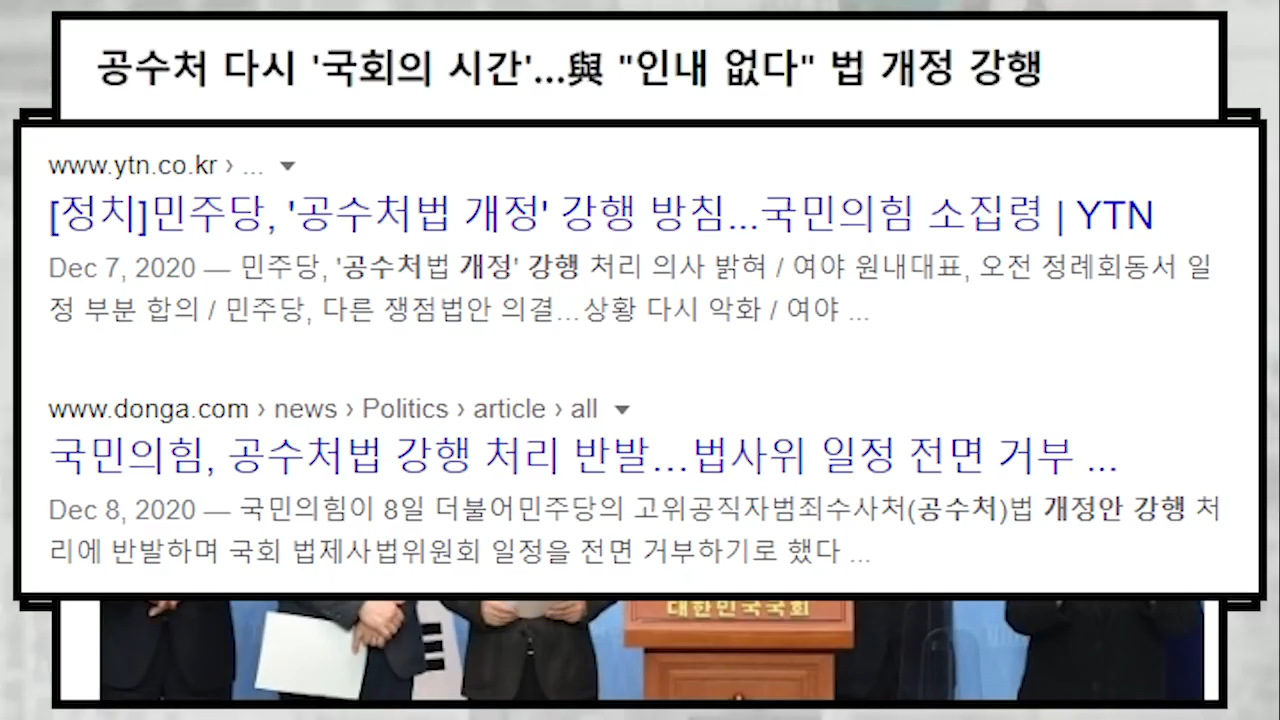 공수처 다시 '국회의 시간'...與 "인내 없다" 법 개정 강행
www.ytn.co.kr › ...
[정치]민주당, '공수처법 개정' 강행 방침...국민의힘 소집령 | YTN
Dec 7, 2020 — 민주당, '공수처법 개정' 강행 처리 의사 밝혀 / 여야 원내대표, 오전 정례회동서 일
정 부분 합의 / 민주당, 다른 쟁점법안 의결...상황 다시 악화 / 여야 ...
www.donga.com › news › Politics › article › all
국민의힘, 공수처법 강행 처리 반발...법사위 일정 전면 거부 ...
Dec 8, 2020 — 국민의힘이 8일 더불어민주당의 고위공직자범죄수사처(공수처)법 개정안 강행 처
리에 반발하며 국회 법제사법위원회 일정을 전면 거부하기로 했다 ...
대한민국국회